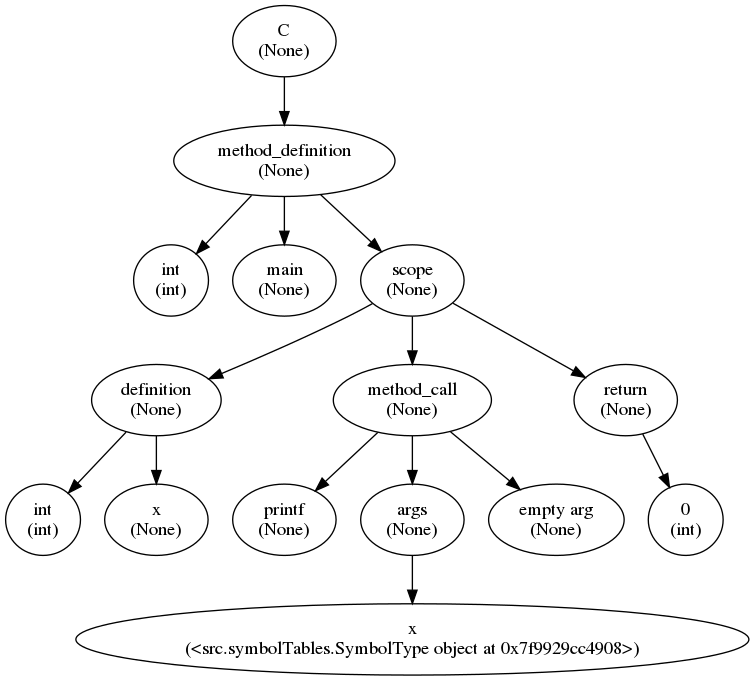 C
(None)
method_definition
(None)
int
(int)
main
(None)
scope
(None)
definition
(None)
method_call
(None)
return
(None)
int
(int)
x
(None)
printf
(None)
args
(None)
empty arg
(None)
0
(int)
x
(<src.symbolTables.SymbolType object at 0x7f9929cc4908>)